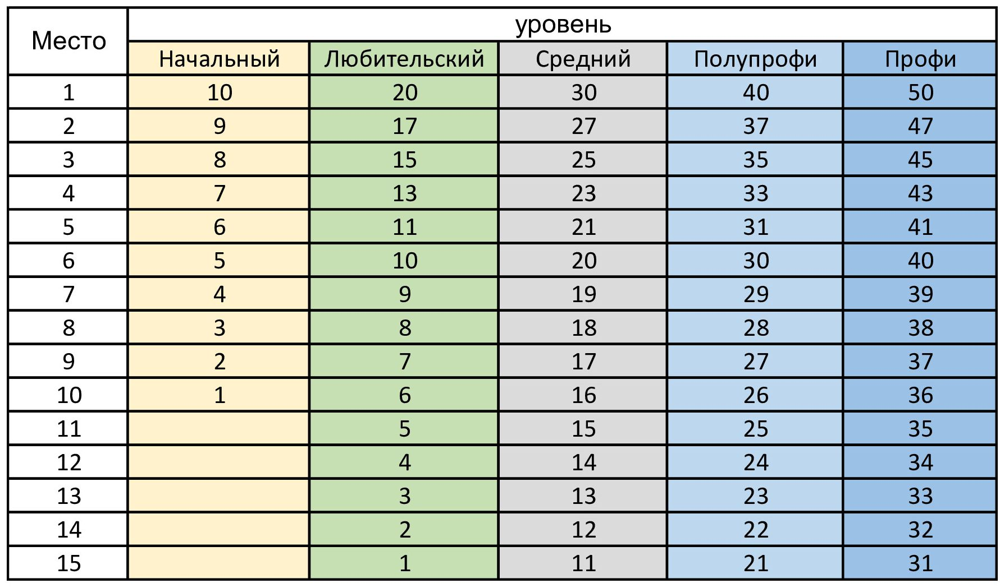 Место уровень
Начальный Любительский Средний Полупрофи Профи
1 10 20 30 40 50
2 9 17 27 37 47
3 8 15 25 35 45
4 7 13 23 33 43
5 6 11 21 31 41
6 5 10 20 30 40
7 4 9 19 29 39
8 3 8 18 28 38
9 2 7 17 27 37
10 1 6 16 26 36
11 5 15 25 35
12 4 14 24 34
13 3 13 23 33
14 2 12 22 32
15 1 11 21 31